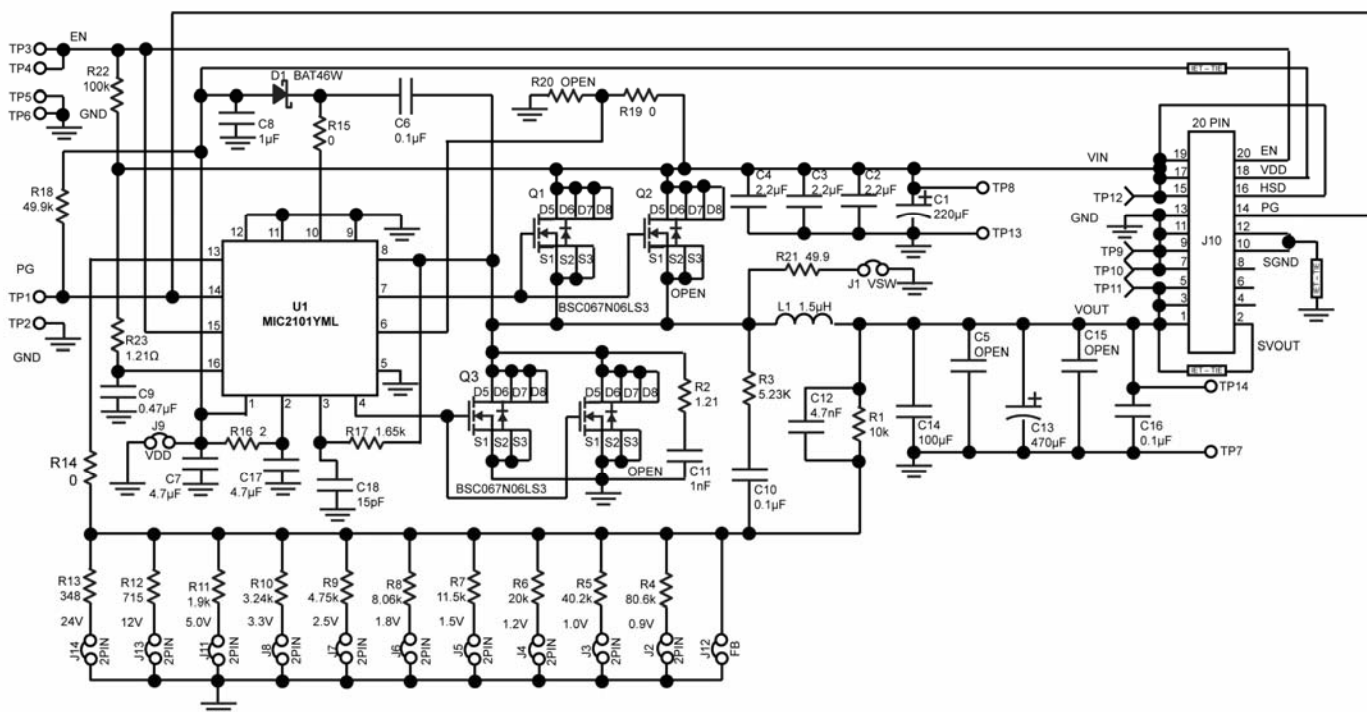 TP3
TP4
EN
TP5
TP6
R22
100k
GND
D1 BAT46W
C8
1µF
R15
0
C6
0.1µF
R20 OPEN
R19 0
R18
49.9k
PG
TP1
TP2
GND
R23
1.21Ω
C9
0.47µF
12
11
10
9
13
14
15
16
8
7
6
5
1
2
3
4
U1
MIC2101YML
J9
VDD
R16 2
R17 1.65k
C7
4.7µF
C17
4.7µF
C18
15pF
R14
0
Q1
D5
D6
D7
D8
S1
S2
S3
BSC067N06LS3
Q2
D5
D6
D7
D8
S1
S2
S3
OPEN
Q3
D5
D6
D7
D8
S1
S2
S3
BSC067N06LS3
D5
D6
D7
D8
S1
S2
S3
OPEN
R2
1.21
C11
1nF
C4
2.2µF
C3
2.2µF
C2
2.2µF
C1
220µF
+
TP8
TP13
R21 49.9
J1 VSW
L1 1.5µH
R3
5.23K
C10
0.1µF
C12
4.7nF
R1
10k
C14
100µF
C5
OPEN
C13
470µF
+
C15
OPEN
C16
0.1µF
TP14
TP7
VIN
VOUT
GND
TP12
TP9
TP10
TP11
20 PIN
J10
19
17
15
13
11
9
7
5
3
1
20
18
16
14
12
10
8
6
4
2
EN
VDD
HSD
PG
SGND
SVOUT
R13
348
24V
J14
2PIN
R12
715
12V
J13
2PIN
R11
1.9k
5.0V
J11
2PIN
R10
3.24k
3.3V
J8
2PIN
R9
4.75k
2.5V
J7
2PIN
R8
8.06k
1.8V
J6
2PIN
R7
11.5k
1.5V
J5
2PIN
R6
20k
1.2V
J4
2PIN
R5
40.2k
1.0V
J3
2PIN
R4
80.6k
0.9V
J2
2PIN
J12
FB